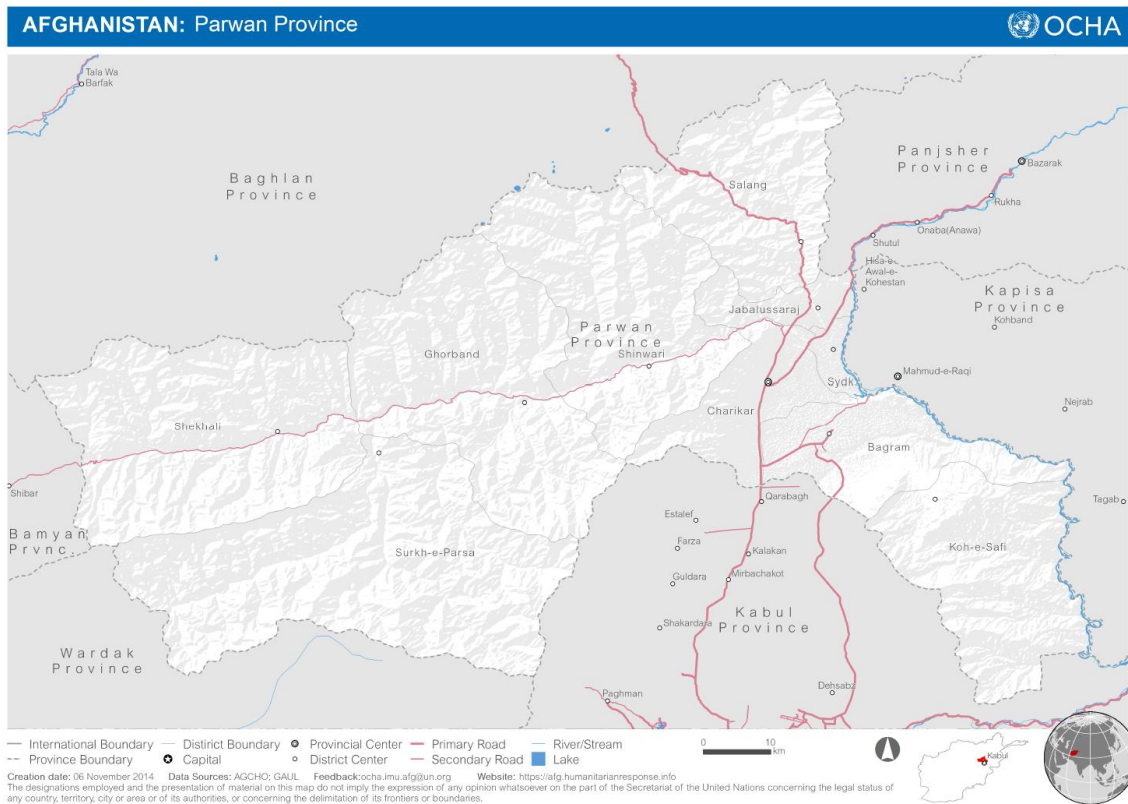 AFGHANISTAN: Parwan Province
OCHA
Tala Wa
Barfak
Baghlan
Province
Panjsher
Province
Bazarak
Salang
Rukha
Onaba(Anawa)
Shutul
Hisa-e-
Awal-e-
Kohestan
Kapisa
Province
Kohband
Jabalussaraj
Parwan
Province
Ghorband
Shinwari
Mahmud-e-Raqi
Sydk.
Charikar
Nejrab
Shekhali
Bagram
Shibar
Qarabagh
Tagab
Estalef
Bamyan
Prvnc.
Farza
Kalakan
Koh-e-Safi
Surkh-e-Parsa
Guldara
Mirbachakot
Kabul
Province
Shakardara
Wardak
Province
Dehsabz
Paghman
International Boundary
District Boundary
Provincial Center
Primary Road
River/Stream
0 10
km
Province Boundary
Capital
District Center
Secondary Road
Lake
Kabul
Creation date: 06 November 2014 Data Sources: AGCHO; GAUL Feedback:ocha.imu.afg@un.org Website: https://afg.humanitarianresponse.info
The designations employed and the presentation of material on this map do not imply the expression of any opinion whatsoever on the part of the Secretariat of the United Nations concerning the legal status of
any country, territory, city or area or of its authorities, or concerning the delimitation of its frontiers or boundaries.